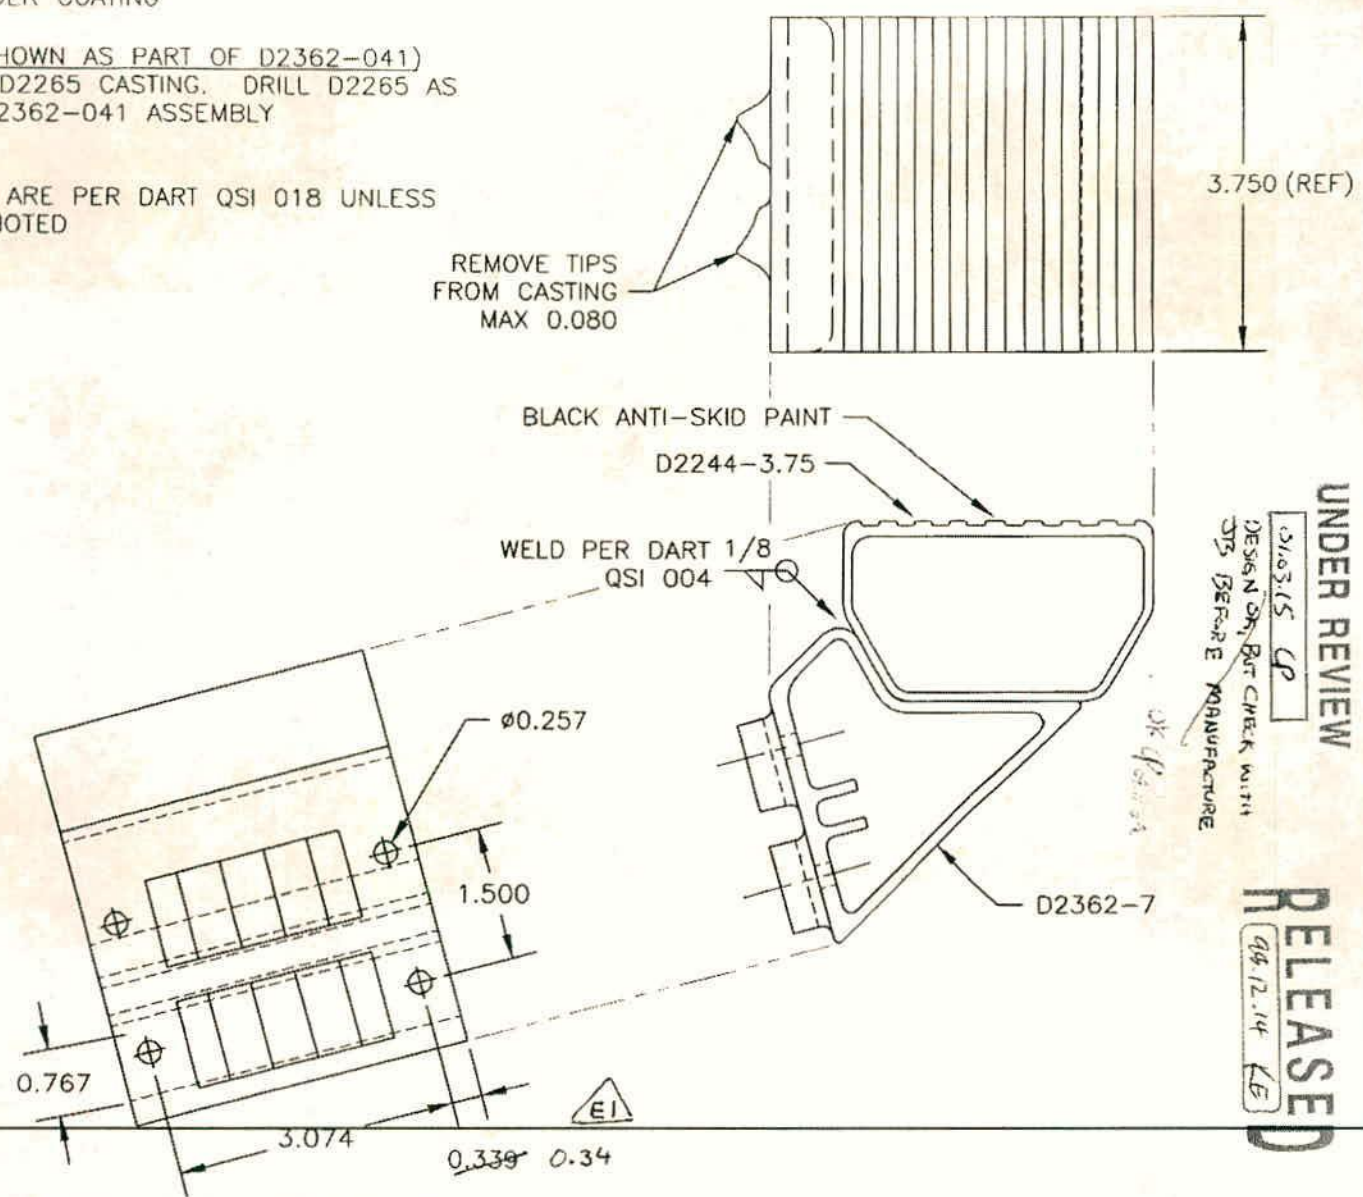 HOWN AS PART OF D2362-041)
D2265 CASTING. DRILL D2265 AS
2362-041 ASSEMBLY
ARE PER DART QSI 018 UNLESS
NOTED
REMOVE TIPS
FROM CASTING
MAX 0.080
3.750 (REF)
BLACK ANTI-SKID PAINT
D2244-3.75
WELD PER DART 1/8
QSI 004
UNDER REVIEW
DESIGN OK, BUT CHECK WITH
JB BEFORE MANUFACTURE
Ø0.257
1.500
D2362-7
RELEASED
0.767
3.074
E1
0.339 0.34